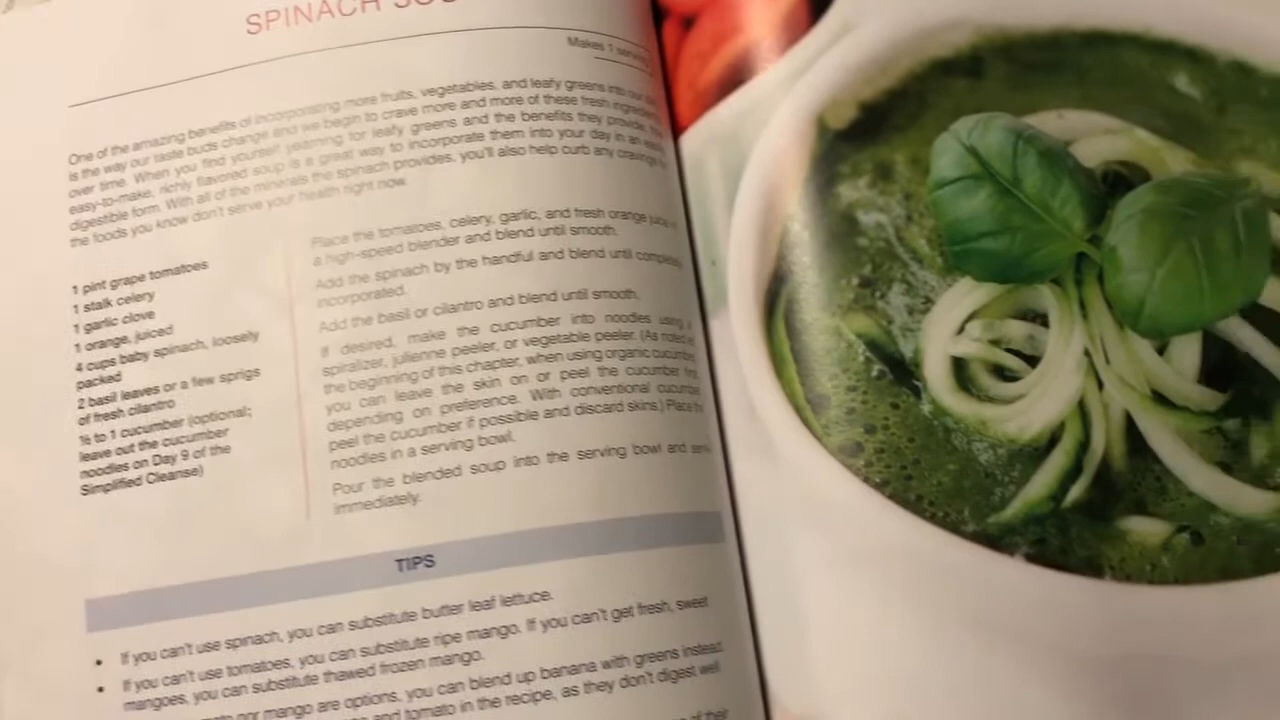 SPINACH SOU
Makes 1
One of the amazing benefits of incorporating more fruits, vegetables, and leafy greens into our
is the way our taste buds change and we begin to crave more and more of these fresh
over time. When you find yourself yearning for leafy greens and the benefits they provide,
easy-to-make, richly flavored soup is a great way to incorporate them into your day in an
digestible form. With all of the minerals the spinach provides, you'll also help curb any cravings
the foods you know don't serve your health right now.
1 pint grape tomatoes
1 stalk celery
1 garlic clove
1 orange, juiced
4 cups baby spinach, loosely
packed
2 basil leaves or a few sprigs
of fresh cilantro
½ to 1 cucumber (optional;
leave out the cucumber
noodles on Day 9 of the
Simplified Cleanse)
Place the tomatoes, celery, garlic, and fresh orange juice
a high-speed blender and blend until smooth.
Add the spinach by the handful and blend until completely
incorporated.
Add the basil or cilantro and blend until smooth.
If desired, make the cucumber into noodles using a
spiralizer, julienne peeler, or vegetable peeler. (As noted
the beginning of this chapter, when using organic cucumber
you can leave the skin on or peel the cucumber
depending on preference. With conventional cucumber
peel the cucumber if possible and discard skins.) Place
noodles in a serving bowl.
Pour the blended soup into the serving bowl and
immediately.
TIPS
• If you can't use spinach, you can substitute butter leaf lettuce.
• If you can't use tomatoes, you can substitute ripe mango. If you can't get fresh, sweet
mangoes, you can substitute thawed frozen mango.
nor mango are options, you can blend up banana with greens instead
and tomato in the recipe, as they don't digest well
of their